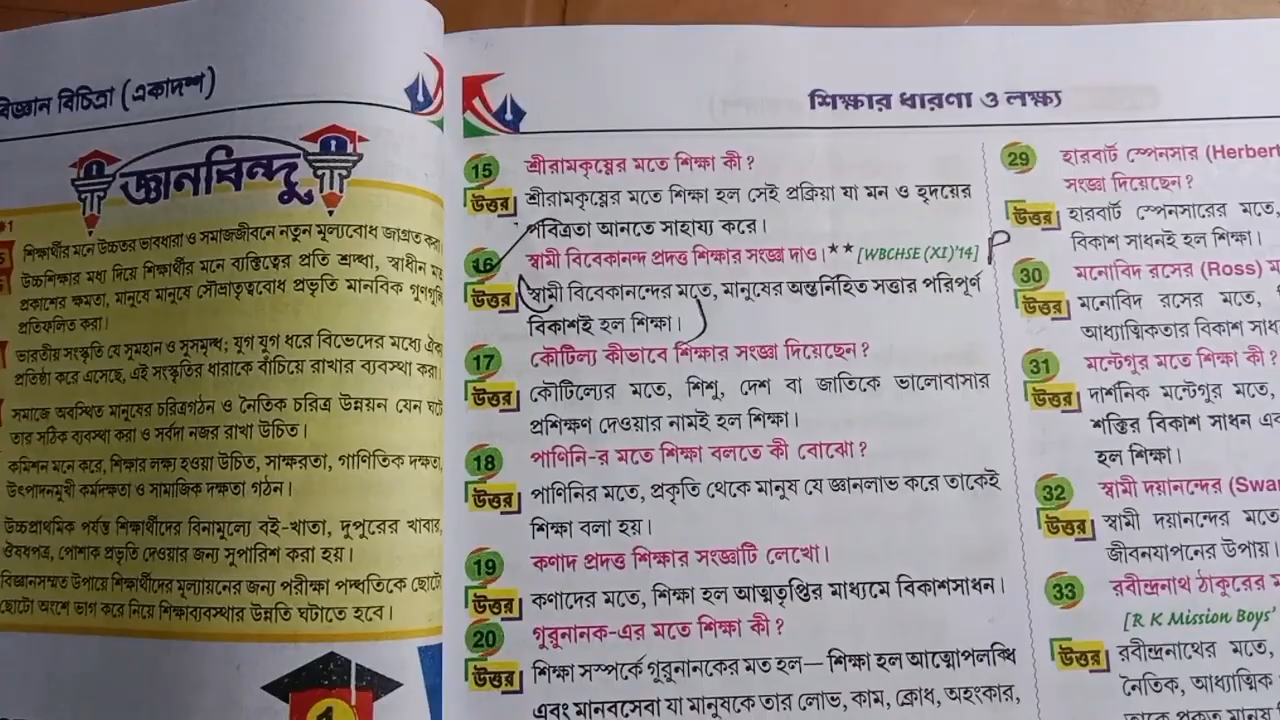 বিজ্ঞান বিচিত্রা (একাদশ)
জ্ঞানবিন্দু
শিক্ষার্থীর মনে উচ্চতর ভাবধারা ও সমাজজীবনে নতুন মূল্যবোধ জাগ্রত করা।
উচ্চশিক্ষার মধ্য দিয়ে শিক্ষার্থীর মনে ব্যক্তিত্বের প্রতি শ্রদ্ধা, স্বাধীন
প্রকাশের ক্ষমতা, মানুষে মানুষে সৌভ্রাতৃত্ববোধ প্রভৃতি মানবিক
প্রতিফলিত করা।
ভারতীয় সংস্কৃতি যে সুমহান ও সুসমৃদ্ধ; যুগ যুগ ধরে বিভেদের মধ্যে
প্রতিষ্ঠা করে এসেছে, এই সংস্কৃতির ধারাকে বাঁচিয়ে রাখার ব্যবস্থা করা।
সমাজে অবস্থিত মানুষের চরিত্রগঠন ও নৈতিক চরিত্র উন্নয়ন যেন ঘটে
তার সঠিক ব্যবস্থা করা ও সর্বদা নজর রাখা উচিত।
কমিশন মনে করে, শিক্ষার লক্ষ্য হওয়া উচিত, সাক্ষরতা, গাণিতিক দক্ষতা,
উৎপাদনমুখী কর্মদক্ষতা ও সামাজিক দক্ষতা গঠন।
উচ্চপ্রাথমিক পর্যন্ত শিক্ষার্থীদের বিনামূল্যে বই-খাতা, দুপুরের খাবার,
ঔষধপত্র, পোশাক প্রভৃতি দেওয়ার জন্য সুপারিশ করা হয়।
বিজ্ঞানসম্মত উপায়ে শিক্ষার্থীদের মূল্যায়নের জন্য পরীক্ষা পদ্ধতিকে ছোটো
ছোটো অংশে ভাগ করে নিয়ে শিক্ষাব্যবস্থার উন্নতি ঘটাতে হবে।
শিক্ষার ধারণা ও লক্ষ্য
15 শ্রীরামকৃষ্ণের মতে শিক্ষা কী?
উত্তর শ্রীরামকৃষ্ণের মতে শিক্ষা হল সেই প্রক্রিয়া যা মন ও হৃদয়ের
পবিত্রতা আনতে সাহায্য করে।
16 স্বামী বিবেকানন্দ প্রদত্ত শিক্ষার সংজ্ঞা দাও।** [WBCHSE (XI)'14]
উত্তর স্বামী বিবেকানন্দের মতে, মানুষের অন্তর্নিহিত সত্তার পরিপূর্ণ
বিকাশই হল শিক্ষা।
17 কৌটিল্য কীভাবে শিক্ষার সংজ্ঞা দিয়েছেন?
উত্তর কৌটিল্যের মতে, শিশু, দেশ বা জাতিকে ভালোবাসার
প্রশিক্ষণ দেওয়ার নামই হল শিক্ষা।
18 পাণিনি-র মতে শিক্ষা বলতে কী বোঝো?
উত্তর পাণিনির মতে, প্রকৃতি থেকে মানুষ যে জ্ঞানলাভ করে তাকেই
শিক্ষা বলা হয়।
19 কণাদ প্রদত্ত শিক্ষার সংজ্ঞাটি লেখো।
উত্তর কণাদের মতে, শিক্ষা হল আত্মতৃপ্তির মাধ্যমে বিকাশসাধন।
20 গুরুনানক-এর মতে শিক্ষা কী?
উত্তর শিক্ষা সম্পর্কে গুরুনানকের মত হল— শিক্ষা হল আত্মোপলব্ধি
এবং মানবসেবা যা মানুষকে তার লোভ, কাম, ক্রোধ, অহংকার,
29 হারবার্ট স্পেনসার (Herbert
সংজ্ঞা দিয়েছেন?
উত্তর হারবার্ট স্পেনসারের মতে,
বিকাশ সাধনই হল শিক্ষা।
30 মনোবিদ রসের (Ross)
উত্তর মনোবিদ রসের মতে,
আধ্যাত্মিকতার বিকাশ
31 মন্টেগুর মতে শিক্ষা কী?
উত্তর দার্শনিক মন্টেগুর মতে,
শক্তির বিকাশ সাধন
হল শিক্ষা।
32 স্বামী দয়ানন্দের
উত্তর স্বামী দয়ানন্দের মতে
জীবনযাপনের উপায়।
33 রবীন্দ্রনাথ ঠাকুরের
[R K Mission Boys'
উত্তর রবীন্দ্রনাথের মতে,
নৈতিক, আধ্যাত্মিক